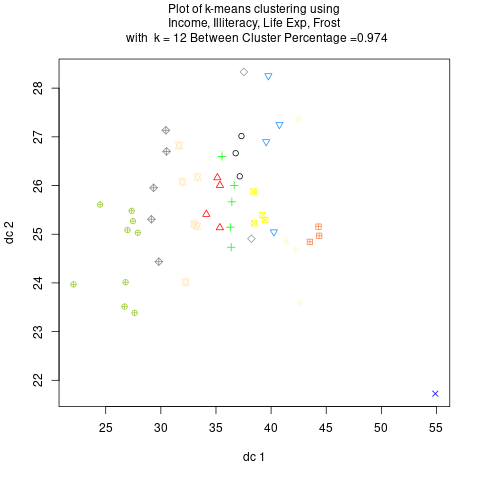 Plot of k-means clustering using
Income, Illiteracy, Life Exp, Frost
with k = 12 Between Cluster Percentage =0.974
28
27
26
25
24
23
22
dc 2
25
30
35
40
45
50
55
dc 1